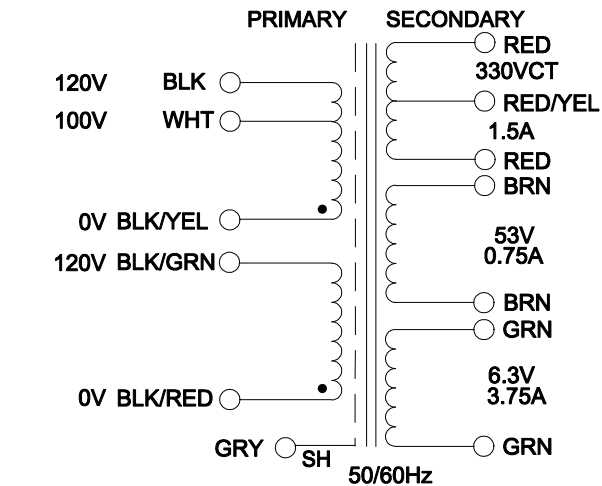 PRIMARY SECONDARY
RED
330VCT
120V BLK
RED/YEL
100V WHT
1.5A
RED
BRN
0V BLK/YEL
53V
0.75A
120V BLK/GRN
BRN
GRN
6.3V
3.75A
0V BLK/RED
GRY
SH
GRN
50/60Hz